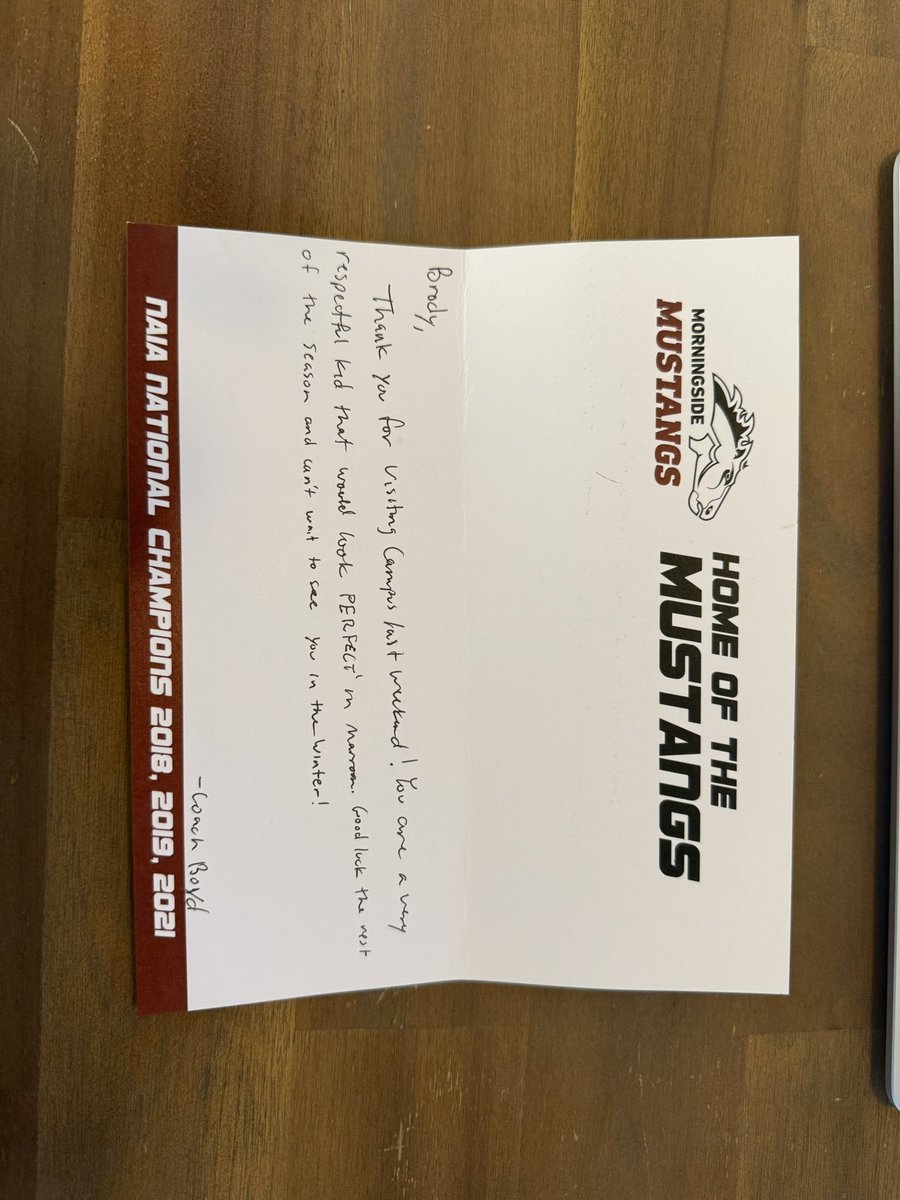 MORNINGSIDE
MUSTANGS
HOME OF THE
MUSTANGS
Brody,
Thank you for visiting Campus last weekend! You are a very
respectful kid that would look PERFECT in Marroon. Good luck the rest
of the season and can't wait to see you in the winter!
-Coach Boyd
NAIA NATIONAL CHAMPIONS 2018, 2019, 2021